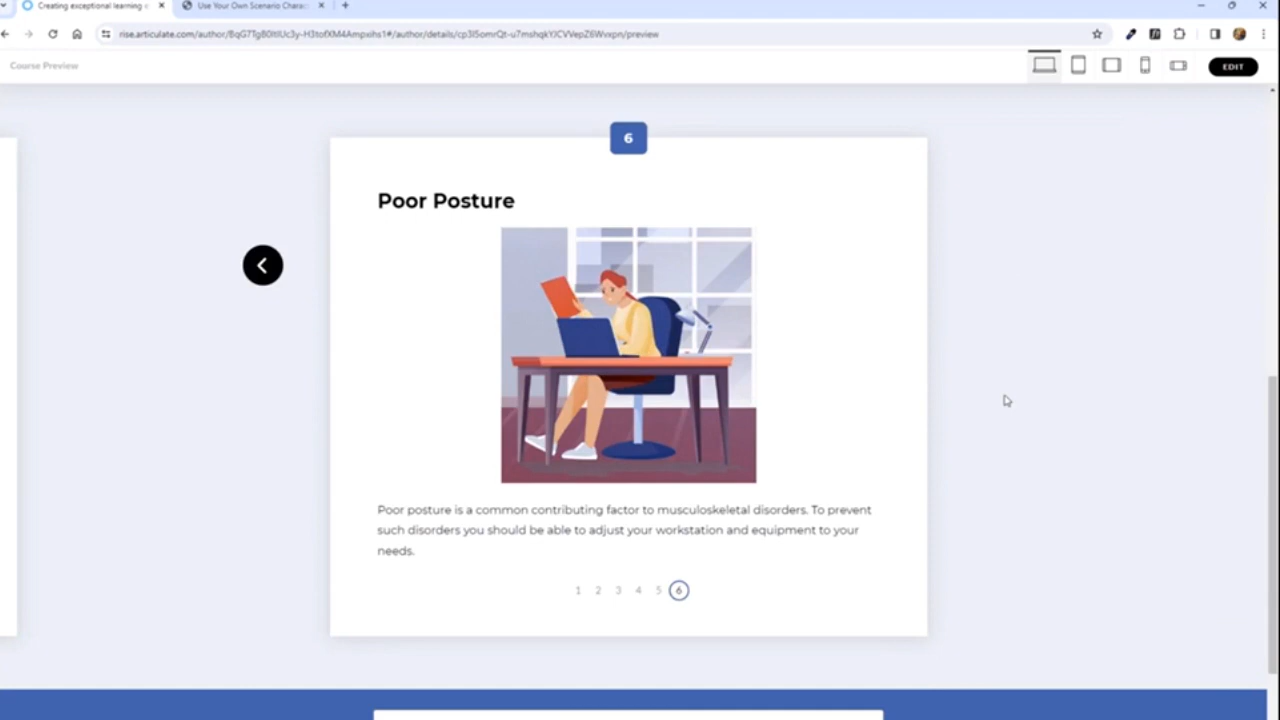 Creating exceptional learning e
Use Your Own Scenario Charac
Course Preview
EDIT
6
Poor Posture
Poor posture is a common contributing factor to musculoskeletal disorders. To prevent
such disorders you should be able to adjust your workstation and equipment to your
needs.
1 2 3 4 5 6